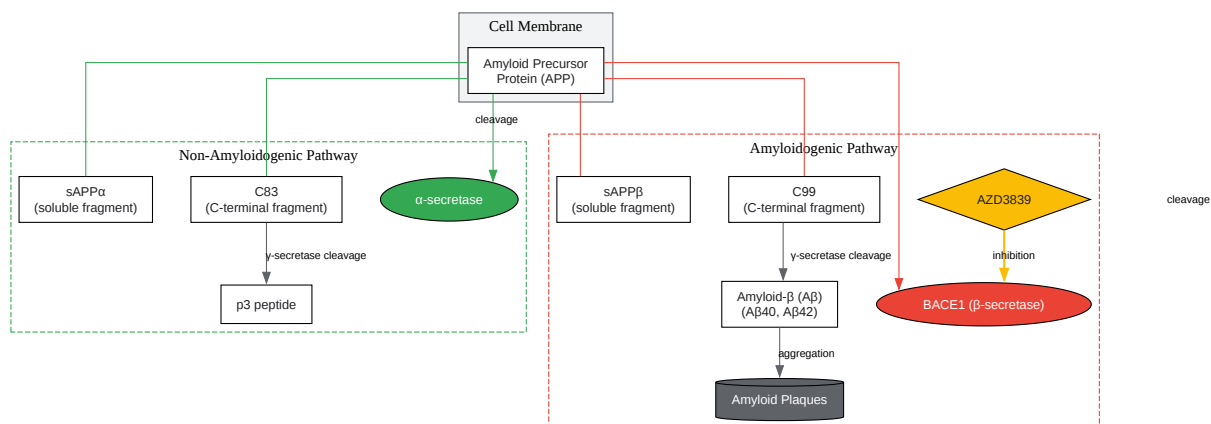 Cell Membrane
Amyloid Precursor
Protein (APP)
cleavage
Non-Amyloidogenic Pathway
sAPPα
(soluble fragment)
C83
(C-terminal fragment)
α-secretase
γ-secretase cleavage
p3 peptide
Amyloidogenic Pathway
sAPPβ
(soluble fragment)
C99
(C-terminal fragment)
AZD3839
cleavage
γ-secretase cleavage
inhibition
Amyloid-β (Aβ)
(Aβ40, Aβ42)
BACE1 (β-secretase)
aggregation
Amyloid Plaques